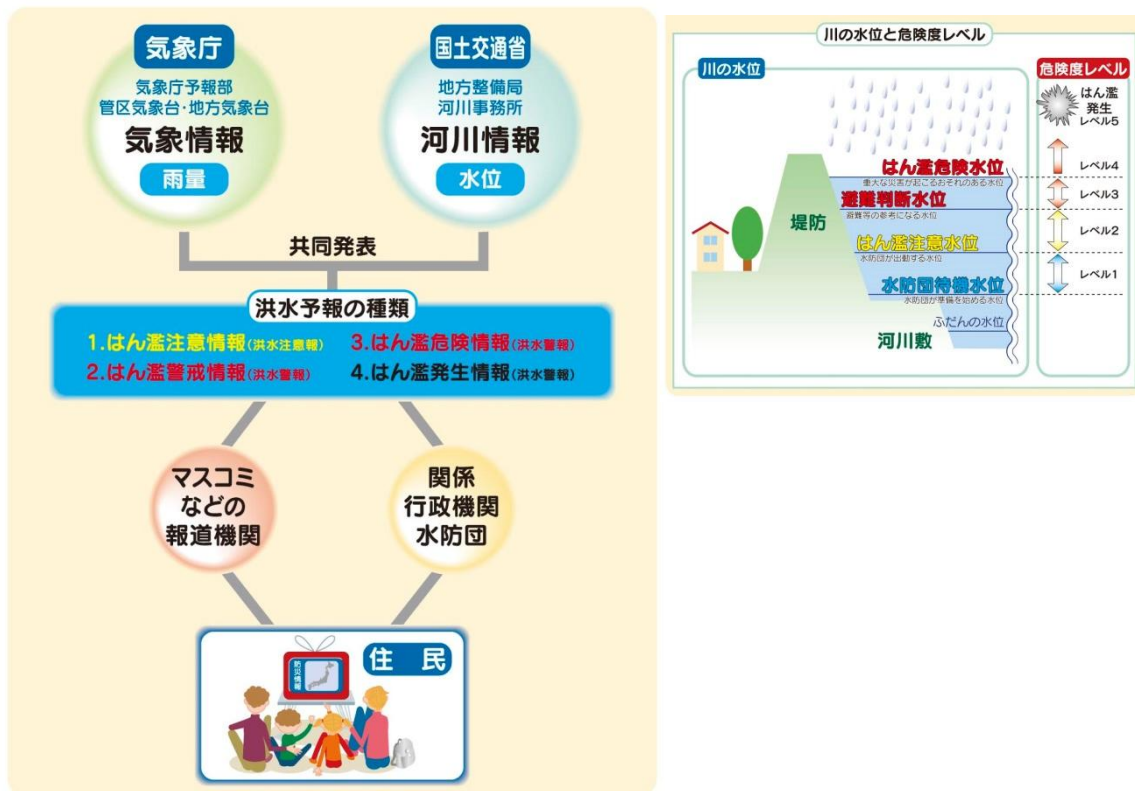 気象庁
気象庁予報部
管区気象台・地方気象台
気象情報
雨量
国土交通省
地方整備局
河川事務所
河川情報
水位
共同発表
洪水予報の種類
1.はん濫注意情報(洪水注意報)
2.はん濫警戒情報(洪水警報)
3.はん濫危険情報(洪水警報)
4.はん濫発生情報(洪水警報)
マスコミ
などの
報道機関
関係
行政機関
水防団
防災情報
住 民
川の水位と危険度レベル
川の水位
はん濫危険水位
重大な災害が起こるおそれのある水位
避難判断水位
避難等の参考になる水位
はん濫注意水位
水防団が出動する水位
水防団待機水位
水防団が準備を始める水位
ふだんの水位
堤防
河川敷
危険度レベル
はん濫
発生
レベル5
レベル4
レベル3
レベル2
レベル1